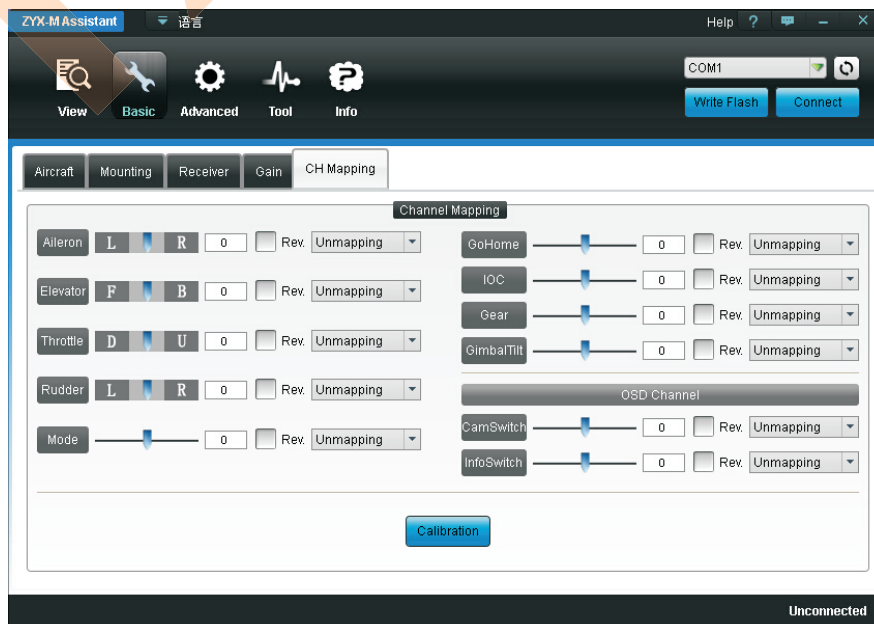 ZYX-M Assistant 语言 Help ?
View Basic Advanced Tool Info
COM1
Write Flash Connect
Aircraft Mounting Receiver Gain CH Mapping
Channel Mapping
Aileron L R 0 Rev. Unmapping
Elevator F B 0 Rev. Unmapping
Throttle D U 0 Rev. Unmapping
Rudder L R 0 Rev. Unmapping
Mode 0 Rev. Unmapping
GoHome 0 Rev. Unmapping
IOC 0 Rev. Unmapping
Gear 0 Rev. Unmapping
GimbalTilt 0 Rev. Unmapping
OSD Channel
CamSwitch 0 Rev. Unmapping
InfoSwitch 0 Rev. Unmapping
Calibration
Unconnected